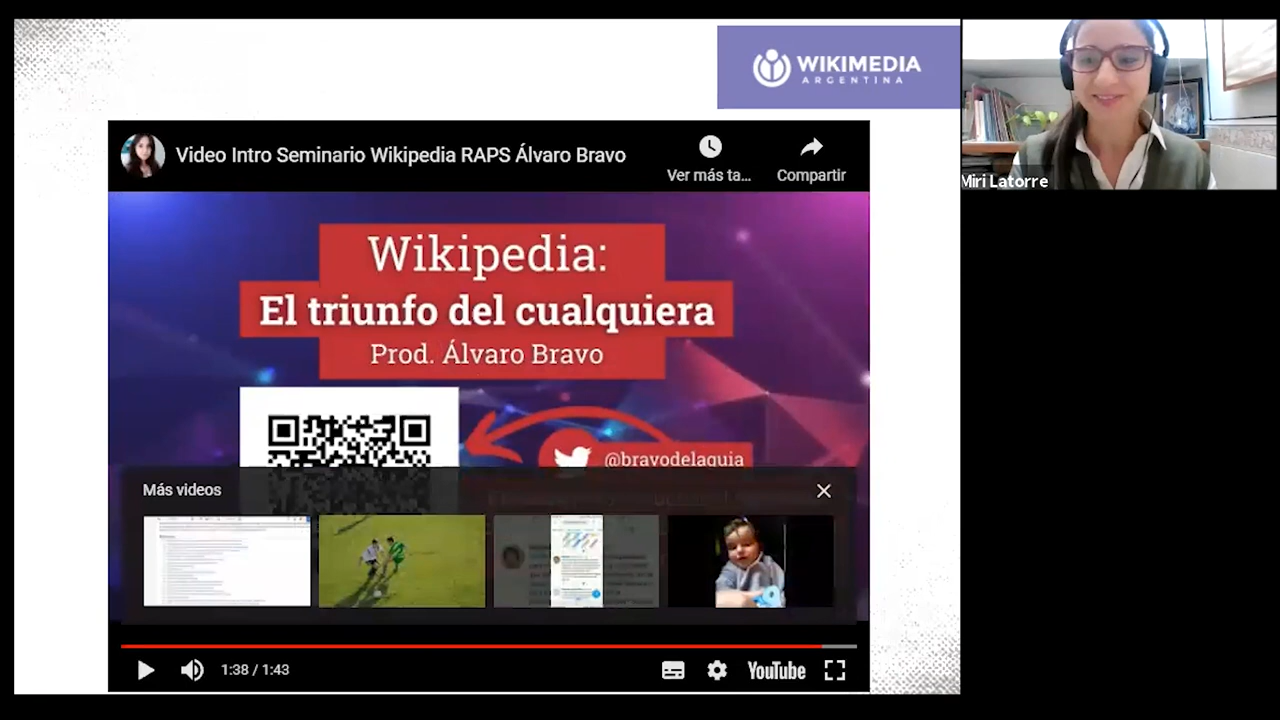 WIKIMEDIA
ARGENTINA
Miri Latorre
Video Intro Seminario Wikipedia RAPS Álvaro Bravo
Ver más ta...
Compartir
Wikipedia:
El triunfo del cualquiera
Prod. Álvaro Bravo
@bravodelaguia
Más videos
1:38 / 1:43
YouTube